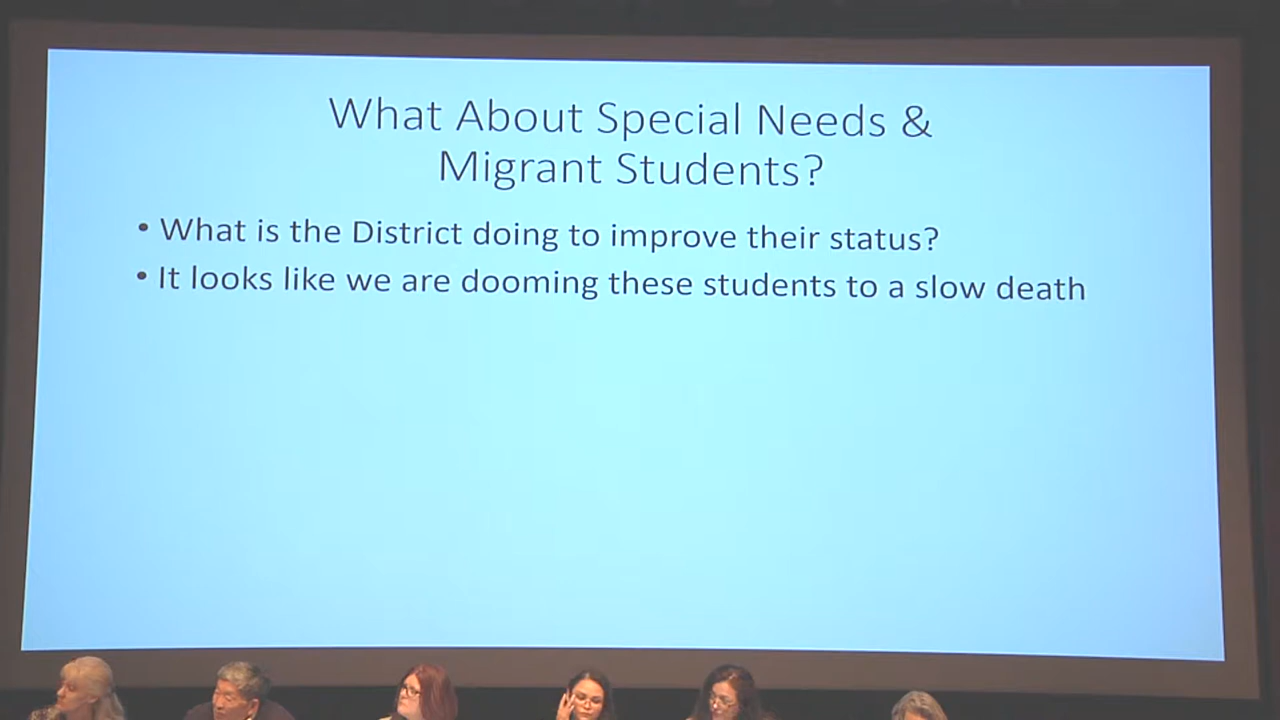 What About Special Needs &
Migrant Students?
• What is the District doing to improve their status?
• It looks like we are dooming these students to a slow death